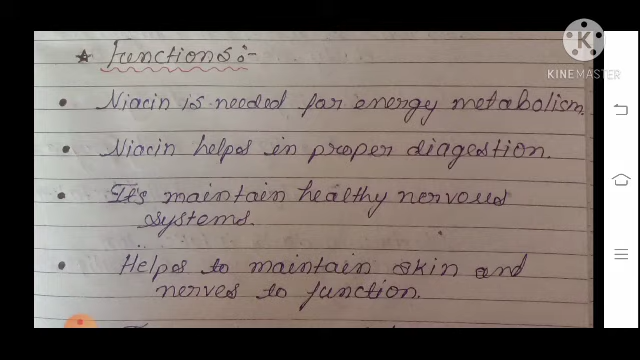 K
KINEMASTER
★ Functions:-
• Niacin is needed for energy metabolism.
• Niacin helps in proper diagestion.
• It's maintain healthy nervous
systems.
• Helps to maintain skin and
nerves to function.